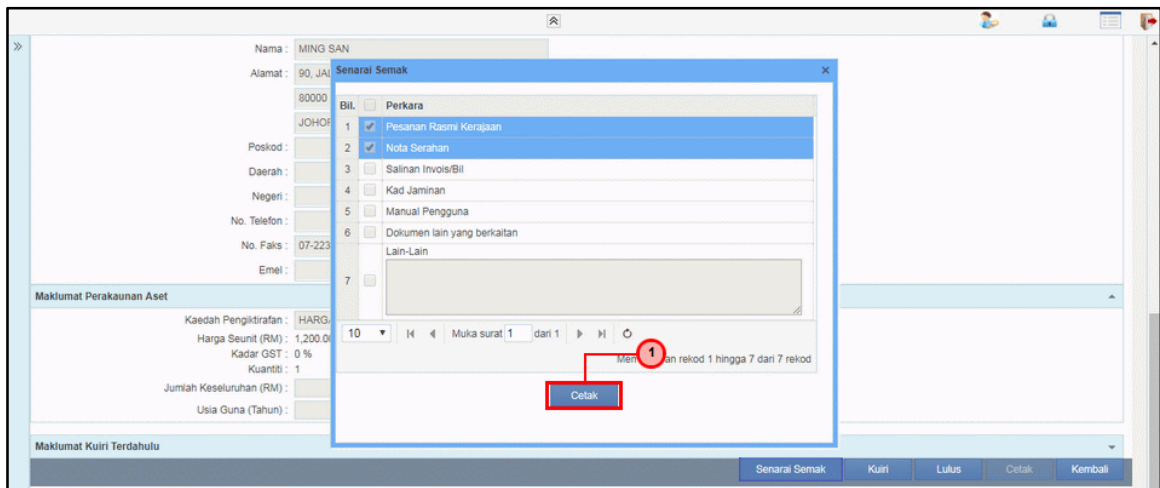 Nama : MING SAN
Alamat : 90, JAL
80000
JOHOR
Poskod :
Daerah :
Negeri :
No. Telefon :
No. Faks : 07-223
Emel :
Maklumat Perakaunan Aset
Kaedah Pengiktirafan : HARGA
Harga Seunit (RM) : 1,200.00
Kadar GST : 0 %
Kuantiti : 1
Jumlah Keseluruhan (RM) :
Usia Guna (Tahun) :
Maklumat Kuiri Terdahulu
Senarai Semak
Bil. Perkara
1 Pesanan Rasmi Kerajaan
2 Nota Serahan
3 Salinan Invois/Bil
4 Kad Jaminan
5 Manual Pengguna
6 Dokumen lain yang berkaitan
7 Lain-Lain
10 Muka surat 1 dari 1
1
an rekod 1 hingga 7 dari 7 rekod
Cetak
Senarai Semak Kuiri Lulus Cetak Kembali